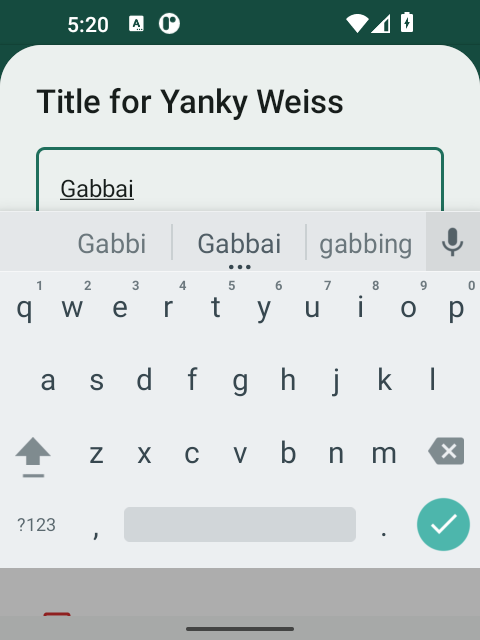 5:20
Title for Yanky Weiss
Gabbai
Gabbi Gabbai gabbing
1 2 3 4 5 6 7 8 9 0
q w e r t y u i o p
a s d f g h j k l
z x c v b n m
?123 , .